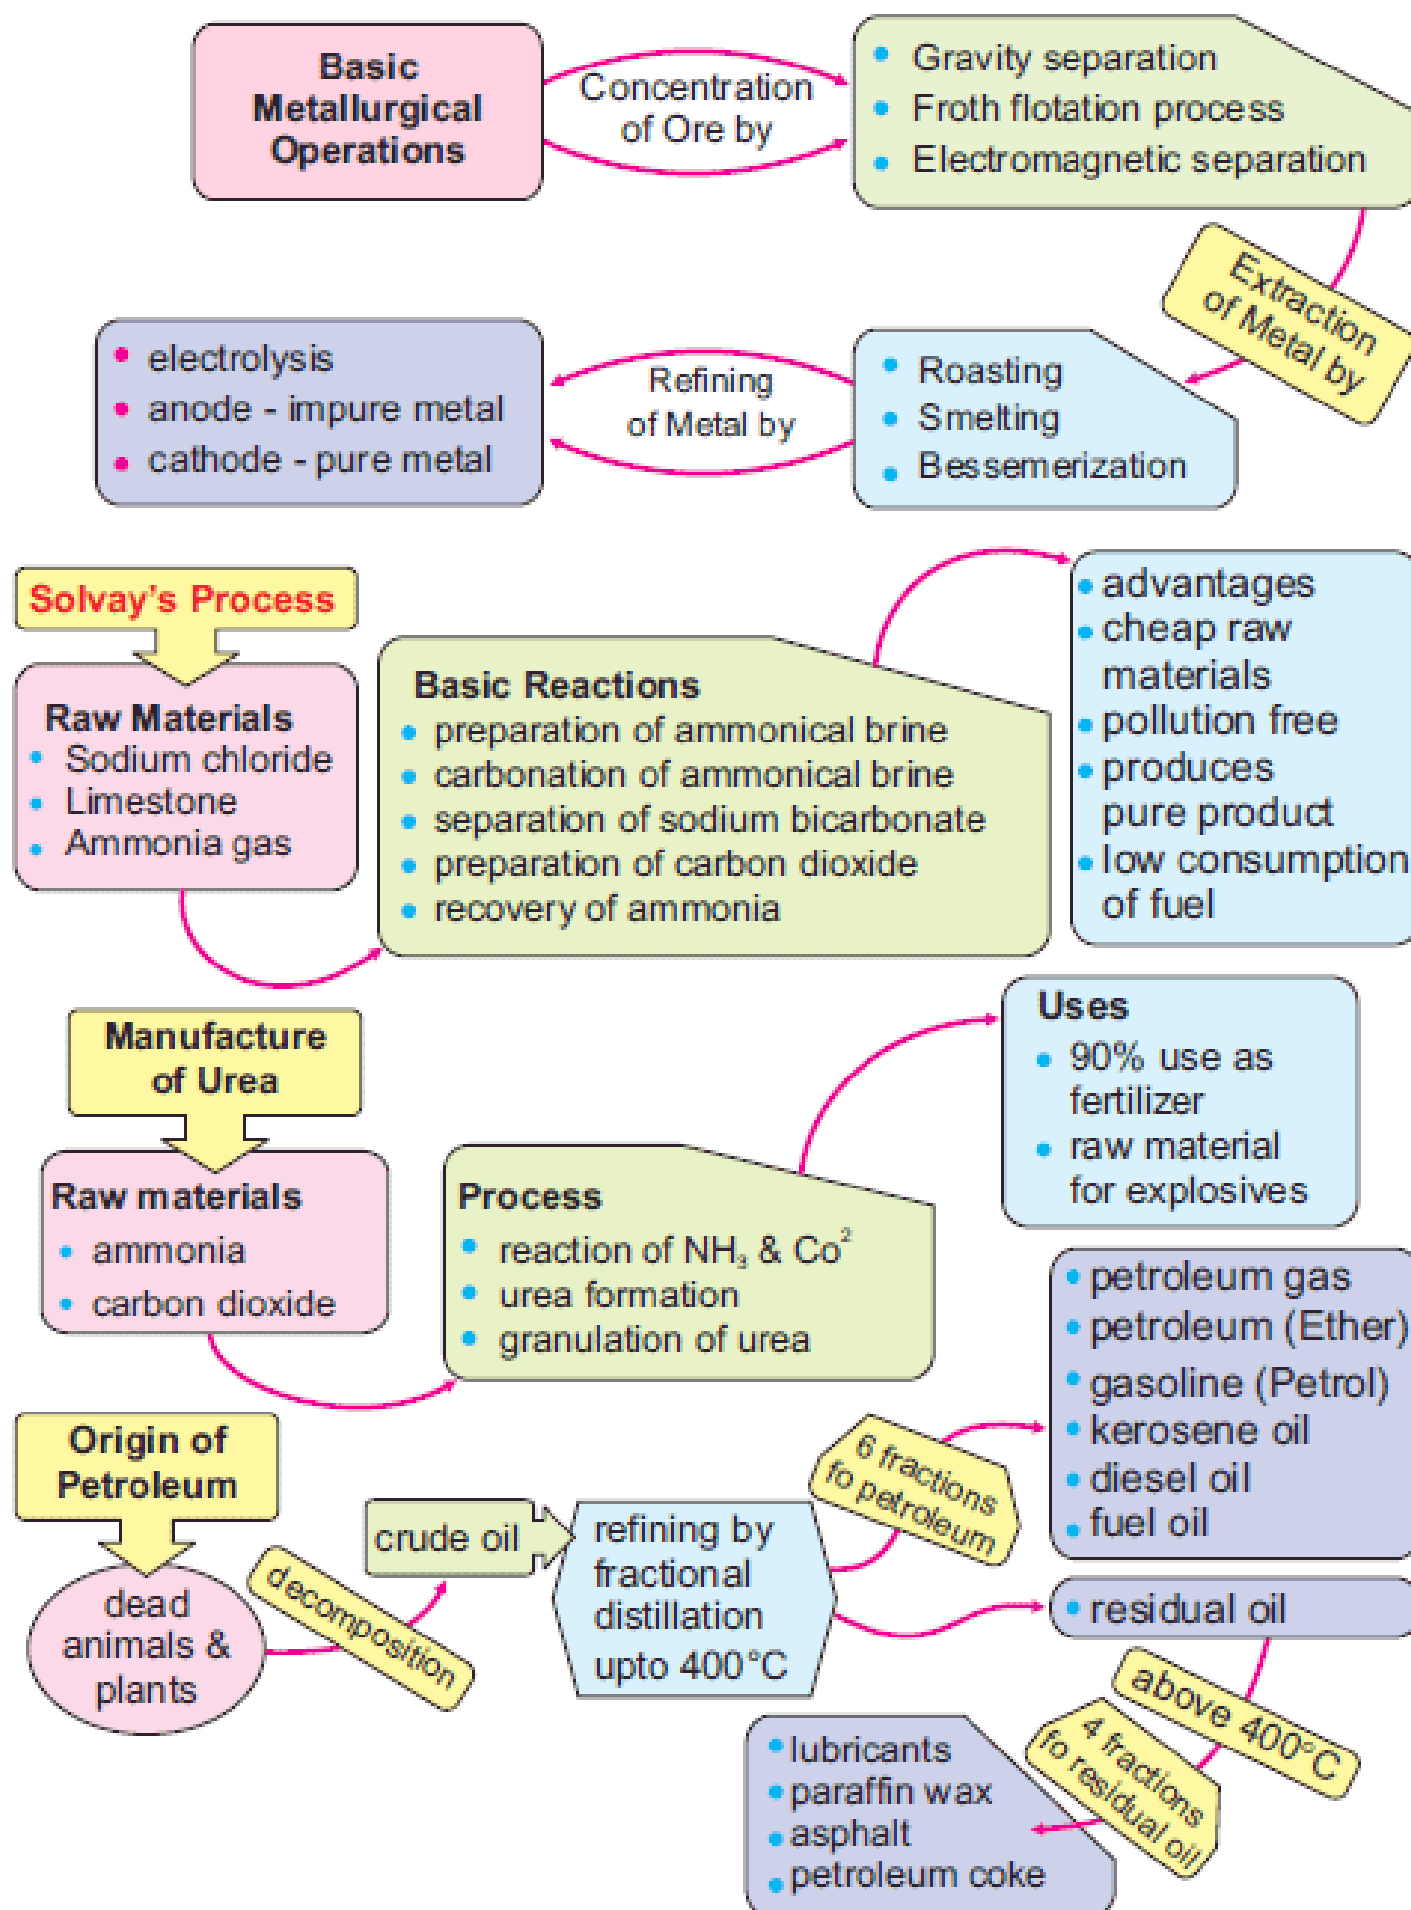 Basic
Metallurgical
Operations
Concentration
of Ore by
• Gravity separation
• Froth flotation process
• Electromagnetic separation
Extraction
of Metal by
• Roasting
• Smelting
• Bessemerization
Refining
of Metal by
• electrolysis
• anode - impure metal
• cathode - pure metal
Solvay's Process
Raw Materials
• Sodium chloride
• Limestone
• Ammonia gas
Basic Reactions
• preparation of ammonical brine
• carbonation of ammonical brine
• separation of sodium bicarbonate
• preparation of carbon dioxide
• recovery of ammonia
• advantages
• cheap raw
materials
• pollution free
• produces
pure product
• low consumption
of fuel
Manufacture
of Urea
Raw materials
• ammonia
• carbon dioxide
Process
• reaction of NH₃ & Co²
• urea formation
• granulation of urea
Uses
• 90% use as
fertilizer
• raw material
for explosives
Origin of
Petroleum
dead
animals &
plants
decomposition
crude oil
refining by
fractional
distillation
upto 400°C
6 fractions
fo petroleum
• petroleum gas
• petroleum (Ether)
• gasoline (Petrol)
• kerosene oil
• diesel oil
• fuel oil
• residual oil
above 400°C
4 fractions
fo residual oil
• lubricants
• paraffin wax
• asphalt
• petroleum coke